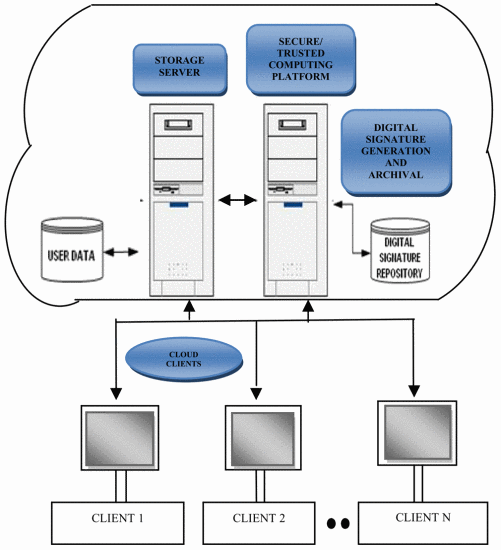 STORAGE
SERVER
SECURE/
TRUSTED
COMPUTING
PLATFORM
DIGITAL
SIGNATURE
GENERATION
AND
ARCHIVAL
USER DATA
DIGITAL
SIGNATURE
REPOSITORY
CLOUD
CLIENTS
CLIENT 1
CLIENT 2
CLIENT N